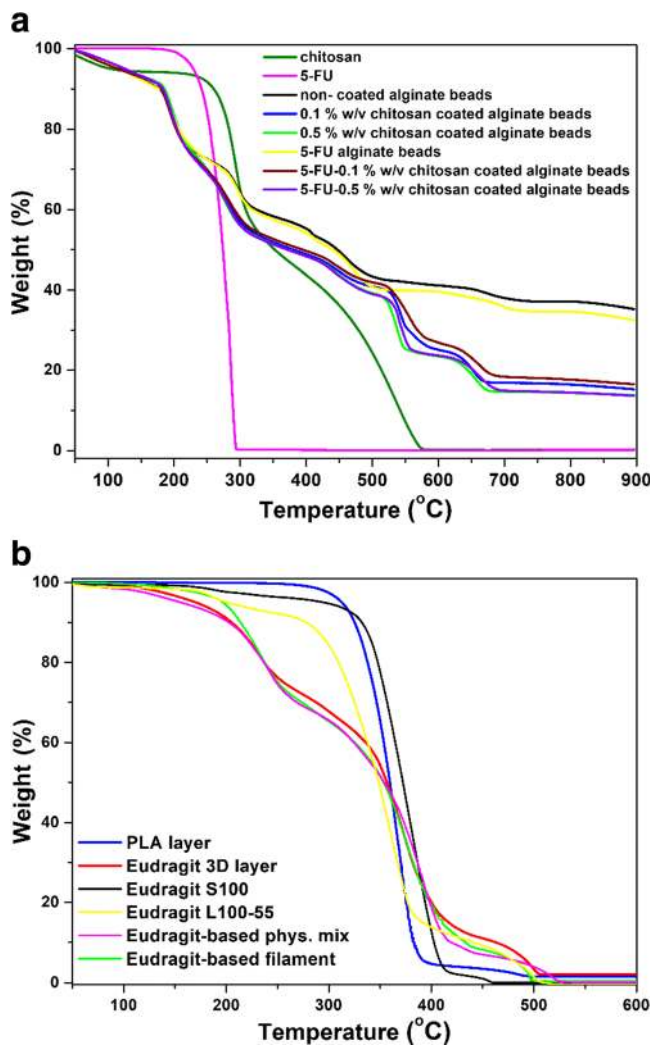 a
100
80
60
40
20
0
Weight (%)
chitosan
5-FU
non- coated alginate beads
0.1 % w/v chitosan coated alginate beads
0.5 % w/v chitosan coated alginate beads
5-FU alginate beads
5-FU-0.1 % w/v chitosan coated alginate beads
5-FU-0.5 % w/v chitosan coated alginate beads
100 200 300 400 500 600 700 800 900
Temperature (°C)
b
100
80
60
40
20
0
Weight (%)
PLA layer
Eudragit 3D layer
Eudragit S100
Eudragit L100-55
Eudragit-based phys. mix
Eudragit-based filament
100 200 300 400 500 600
Temperature (°C)